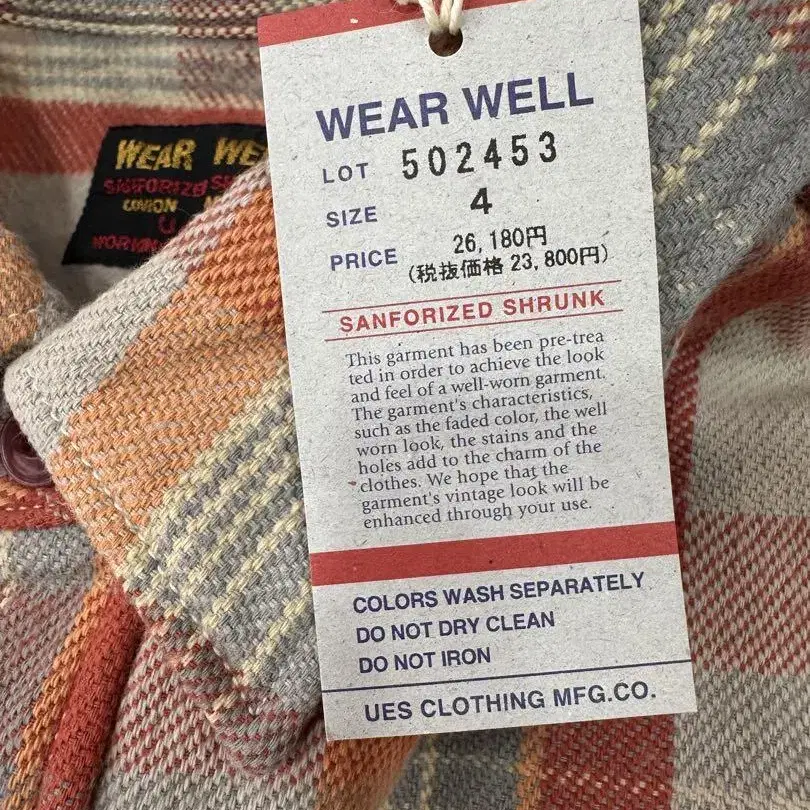 WEAR WELL
LOT 502453
SIZE 4
PRICE 26,180円
(税抜価格 23,800円)
SANFORIZED SHRUNK
This garment has been pre-trea
ted in order to achieve the look
and feel of a well-worn garment.
The garment's characteristics,
such as the faded color, the well
worn look, the stains and the
holes add to the charm of the
clothes. We hope that the
garment's vintage look will be
enhanced through your use.
COLORS WASH SEPARATELY
DO NOT DRY CLEAN
DO NOT IRON
UES CLOTHING MFG.CO.
WEAR WE
SANFORIZED S
UNION
U